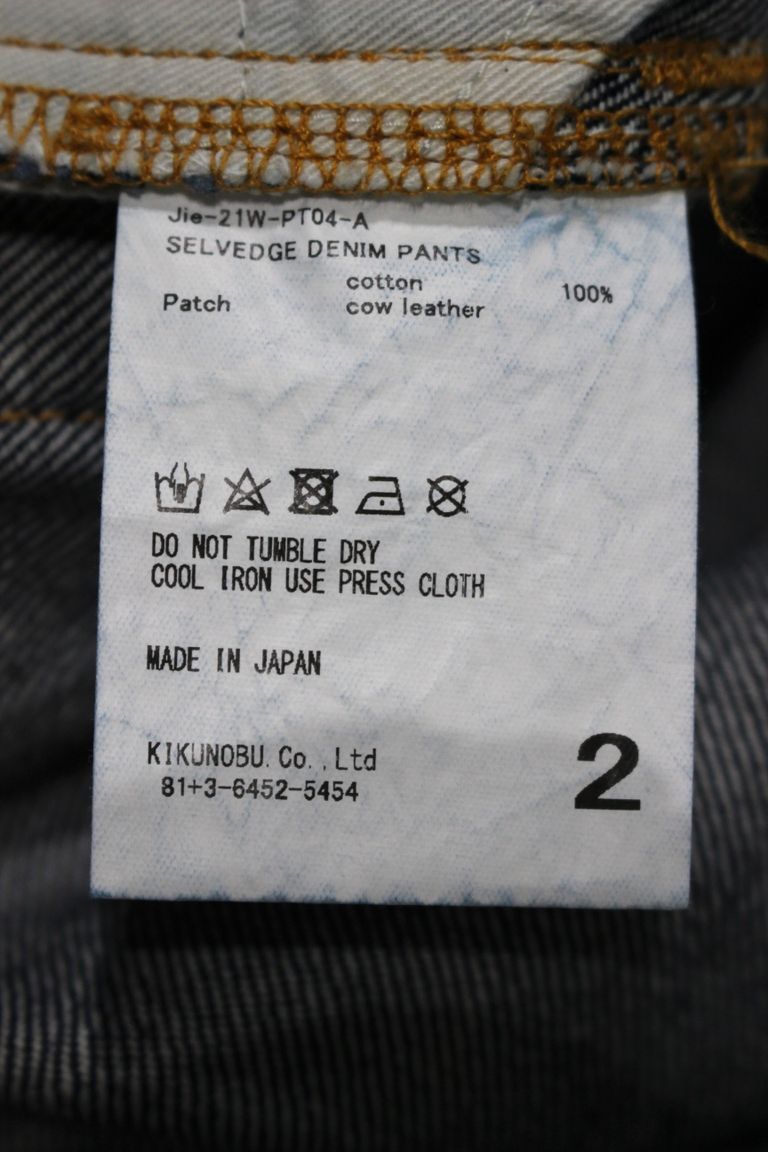 Jie-21W-PT04-A
SELVEDGE DENIM PANTS
cotton 100%
Patch cow leather
DO NOT TUMBLE DRY
COOL IRON USE PRESS CLOTH
MADE IN JAPAN
KIKUNOBU.Co.,Ltd
81+3-6452-5454
2